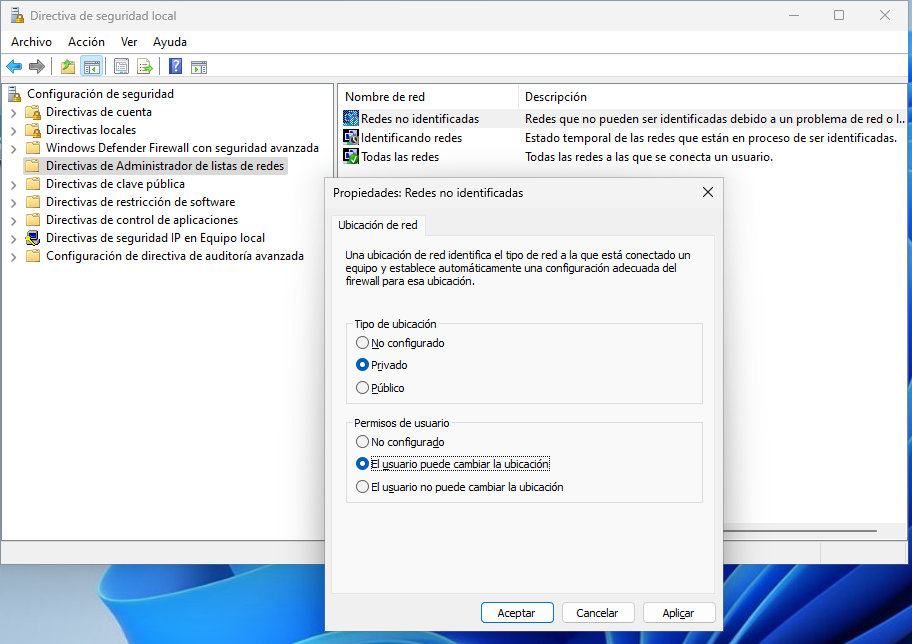 Directiva de seguridad local
Archivo Acción Ver Ayuda
Configuración de seguridad
Directivas de cuenta
Directivas locales
Windows Defender Firewall con seguridad avanzada
Directivas de Administrador de listas de redes
Directivas de clave pública
Directivas de restricción de software
Directivas de control de aplicaciones
Directivas de seguridad IP en Equipo local
Configuración de directiva de auditoría avanzada
Nombre de red Descripción
Redes no identificadas Redes que no pueden ser identificadas debido a un problema de red o l...
Identificando redes Estado temporal de las redes que están en proceso de ser identificadas.
Todas las redes Todas las redes a las que se conecta un usuario.
Propiedades: Redes no identificadas
Ubicación de red
Una ubicación de red identifica el tipo de red a la que está conectado un
equipo y establece automáticamente una configuración adecuada del
firewall para esa ubicación.
Tipo de ubicación
No configurado
Privado
Público
Permisos de usuario
No configurado
El usuario puede cambiar la ubicación
El usuario no puede cambiar la ubicación
Aceptar Cancelar Aplicar